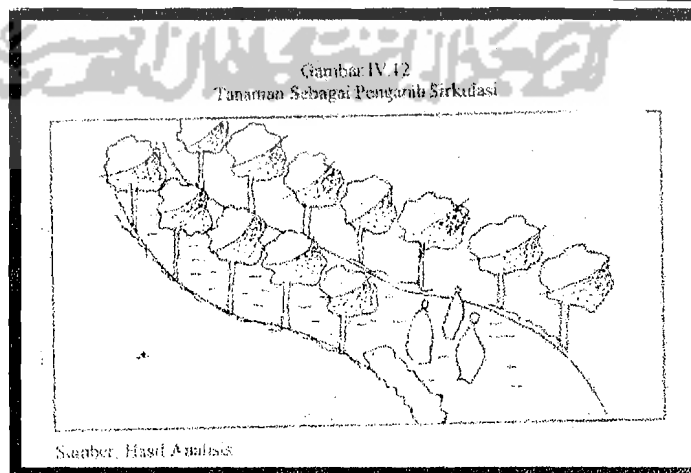 Gambar IV.12
Tanaman Sebagai Pengarah Sirkulasi
Sumber: Hasil Analisis